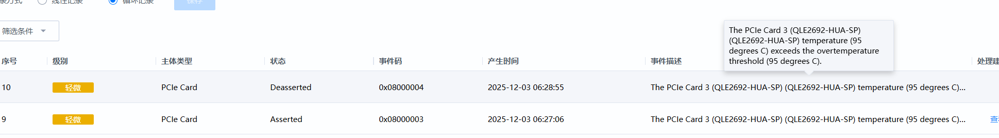 录方式 线性记录 循环记录 保存
筛选条件
The PCIe Card 3 (QLE2692-HUA-SP)
(QLE2692-HUA-SP) temperature (95
degrees C) exceeds the overtemperature
threshold (95 degrees C).
序号 级别 主体类型 状态 事件码 产生时间 事件描述 处理建
10 轻微 PCIe Card Deasserted 0x08000004 2025-12-03 06:28:55 The PCIe Card 3 (QLE2692-HUA-SP) (QLE2692-HUA-SP) temperature (95 degrees C)...
9 轻微 PCIe Card Asserted 0x08000003 2025-12-03 06:27:06 The PCIe Card 3 (QLE2692-HUA-SP) (QLE2692-HUA-SP) temperature (95 degrees C)... 查